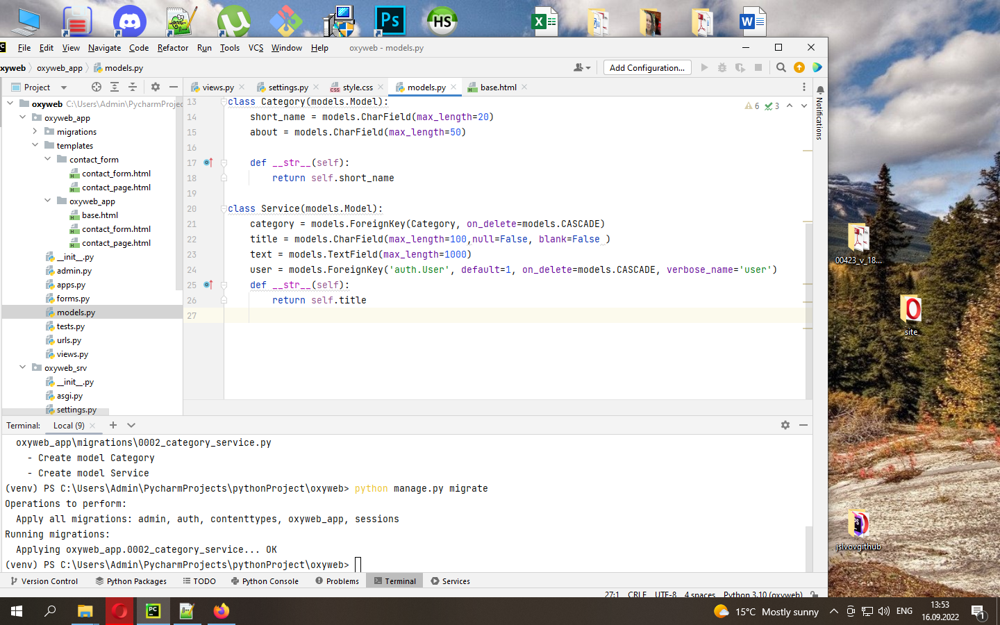 Ps
HS
X
W
PC
File Edit View Navigate Code Refactor Run Tools VCS Window Help oxyweb - models.py
xyweb oxyweb_app models.py
Add Configuration...
Project
views.py settings.py style.css models.py base.html
oxyweb C:\Users\Admin\PycharmProjec
oxyweb_app
migrations
templates
contact_form
contact_form.html
contact_page.html
oxyweb_app
base.html
contact_form.html
contact_page.html
__init__.py
admin.py
apps.py
forms.py
models.py
tests.py
urls.py
views.py
oxyweb_srv
__init__.py
asgi.py
settings.py
6 3
Notifications
13 class Category(models.Model):
14 short_name = models.CharField(max_length=20)
15 about = models.CharField(max_length=50)
16
17 def __str__(self):
18 return self.short_name
19
20 class Service(models.Model):
21 category = models.ForeignKey(Category, on_delete=models.CASCADE)
22 title = models.CharField(max_length=100,null=False, blank=False )
23 text = models.TextField(max_length=1000)
24 user = models.ForeignKey('auth.User', default=1, on_delete=models.CASCADE, verbose_name='user')
25 def __str__(self):
26 return self.title
27
Terminal: Local (9)
oxyweb_app\migrations\0002_category_service.py
- Create model Category
- Create model Service
(venv) PS C:\Users\Admin\PycharmProjects\pythonProject\oxyweb> python manage.py migrate
Operations to perform:
Apply all migrations: admin, auth, contenttypes, oxyweb_app, sessions
Running migrations:
Applying oxyweb_app.0002_category_service... OK
(venv) PS C:\Users\Admin\PycharmProjects\pythonProject\oxyweb>
Version Control Python Packages TODO Python Console Problems Terminal Services
27:1 CRLF UTF-8 4 spaces Python 3.10 (oxyweb)
00423_v_18...
site
jslvovgithub
PC
15°C Mostly sunny
ENG
13:53
16.09.2022
1